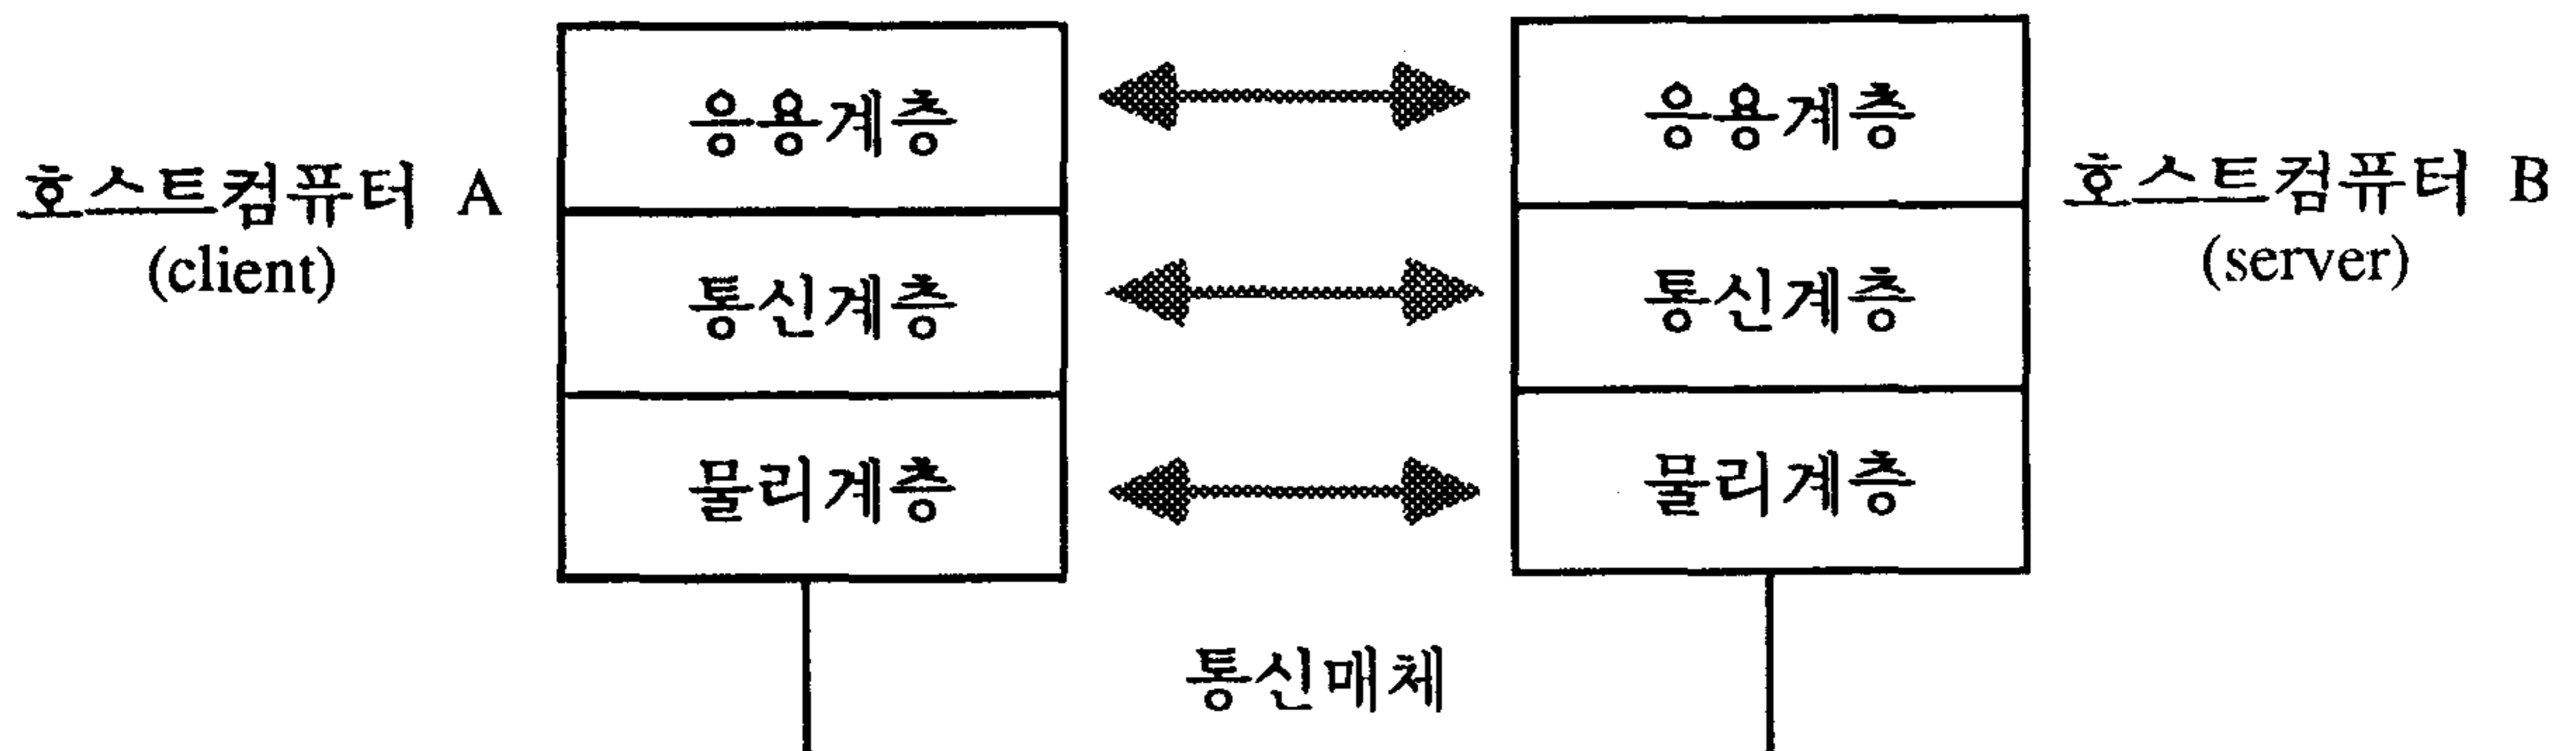 응용계층
응용계층
호스트컴퓨터 A
(client)
호스트컴퓨터 B
(server)
통신계층
통신계층
물리계층
물리계층
통신매체